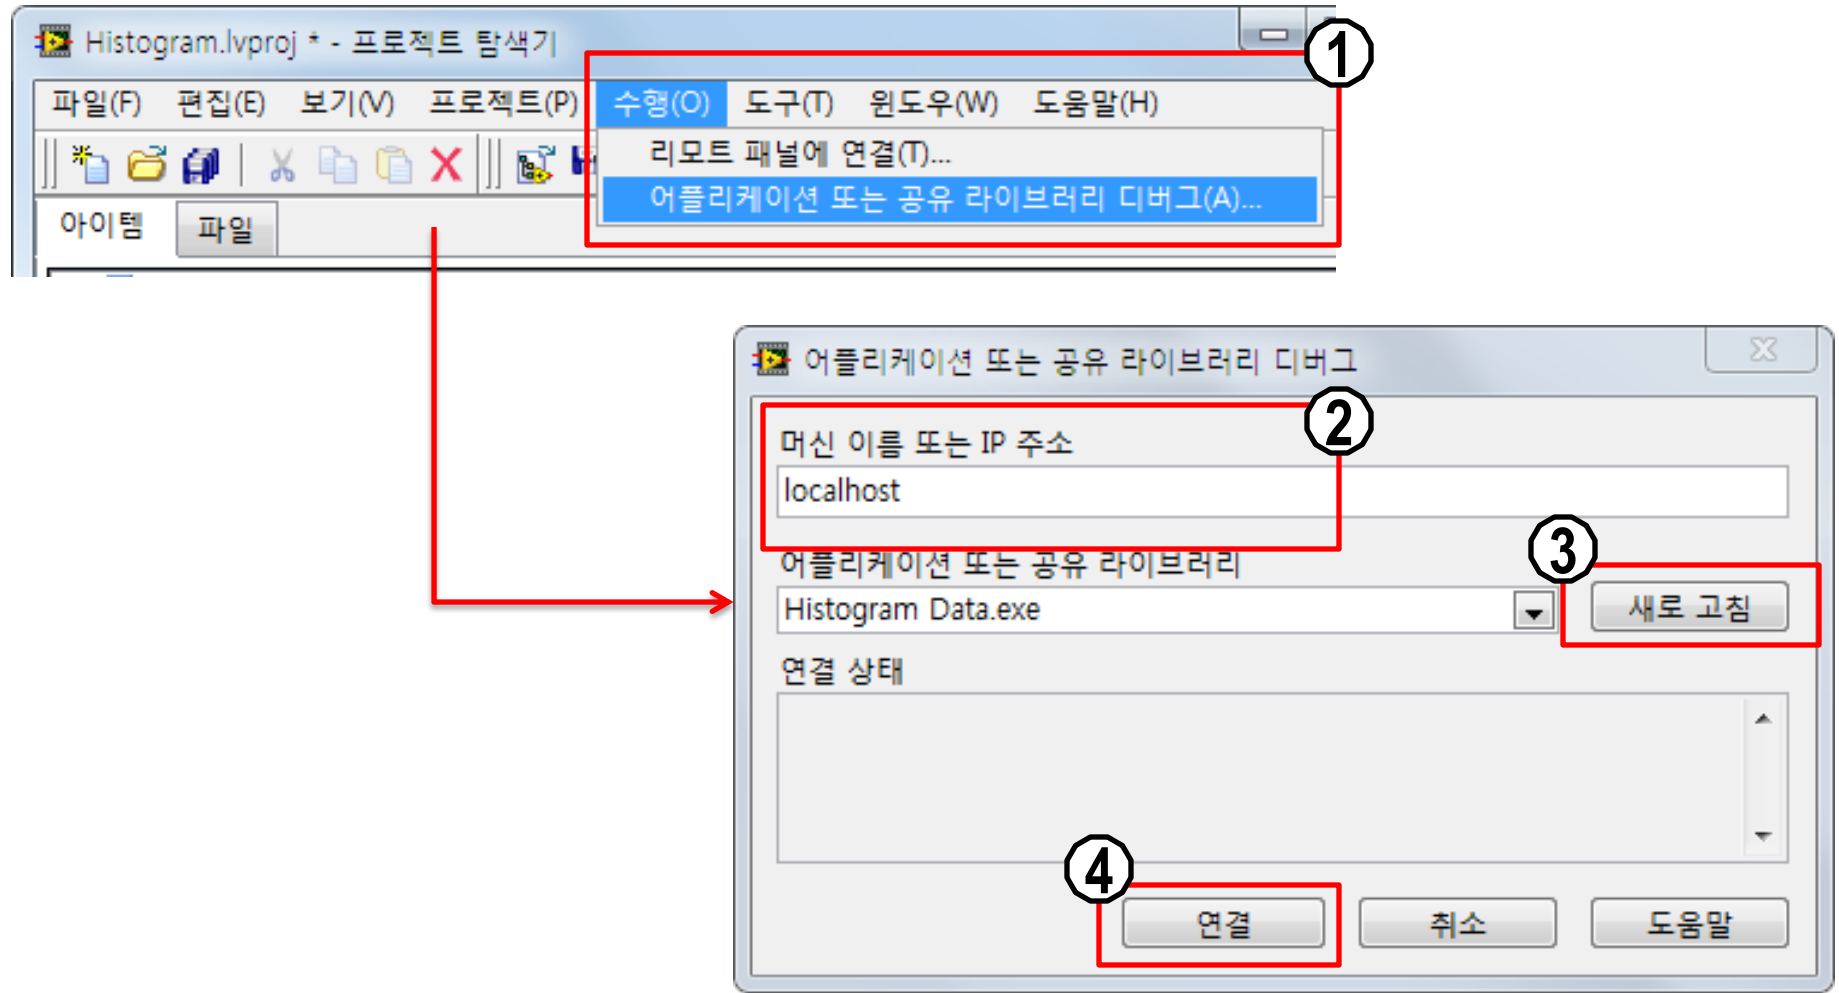 Histogram.lvproj * - 프로젝트 탐색기
1
파일(F) 편집(E) 보기(V) 프로젝트(P) 수행(O) 도구(T) 윈도우(W) 도움말(H)
리모트 패널에 연결(T)...
어플리케이션 또는 공유 라이브러리 디버그(A)...
아이템 파일
어플리케이션 또는 공유 라이브러리 디버그
2
머신 이름 또는 IP 주소
localhost
3
어플리케이션 또는 공유 라이브러리
Histogram Data.exe 새로 고침
연결 상태
4
연결 취소 도움말